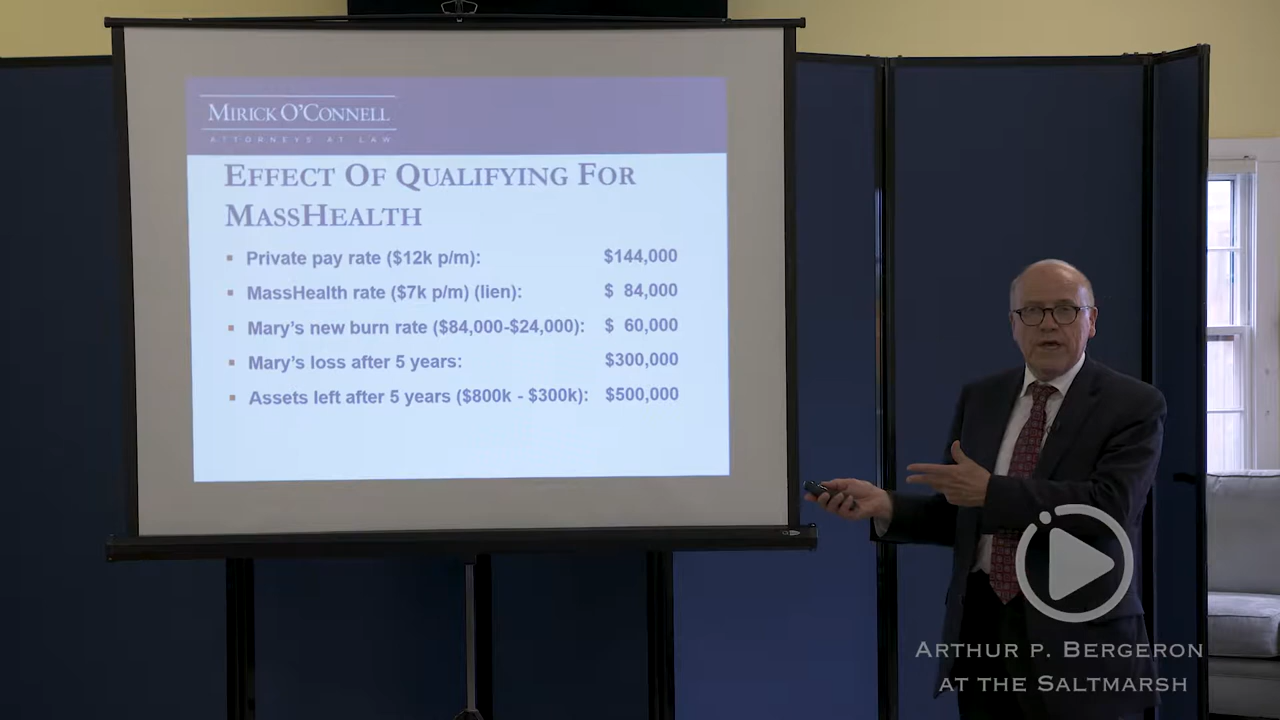 MIRICK O'CONNELL
ATTORNEYS AT LAW
EFFECT OF QUALIFYING FOR
MASSHEALTH
▪ Private pay rate ($12k p/m): $144,000
▪ MassHealth rate ($7k p/m) (lien): $ 84,000
▪ Mary's new burn rate ($84,000-$24,000): $ 60,000
▪ Mary's loss after 5 years: $300,000
▪ Assets left after 5 years ($800k - $300k): $500,000
ARTHUR P. BERGERON
AT THE SALTMARSH